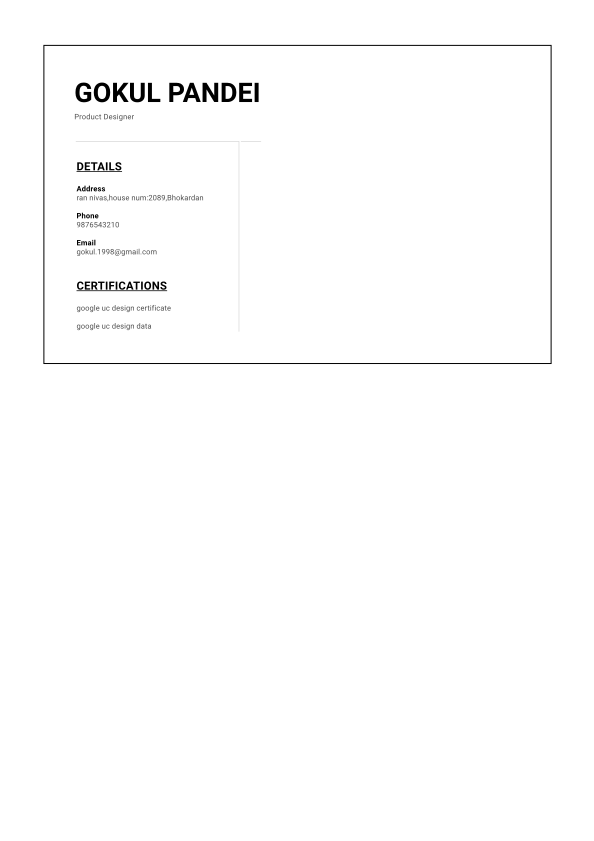 GOKUL PANDEI
Product Designer
DETAILS
Address
ran nivas,house num:2089,Bhokardan
Phone
9876543210
Email
gokul.1998@gmail.com
CERTIFICATIONS
google uc design certificate
google uc design data